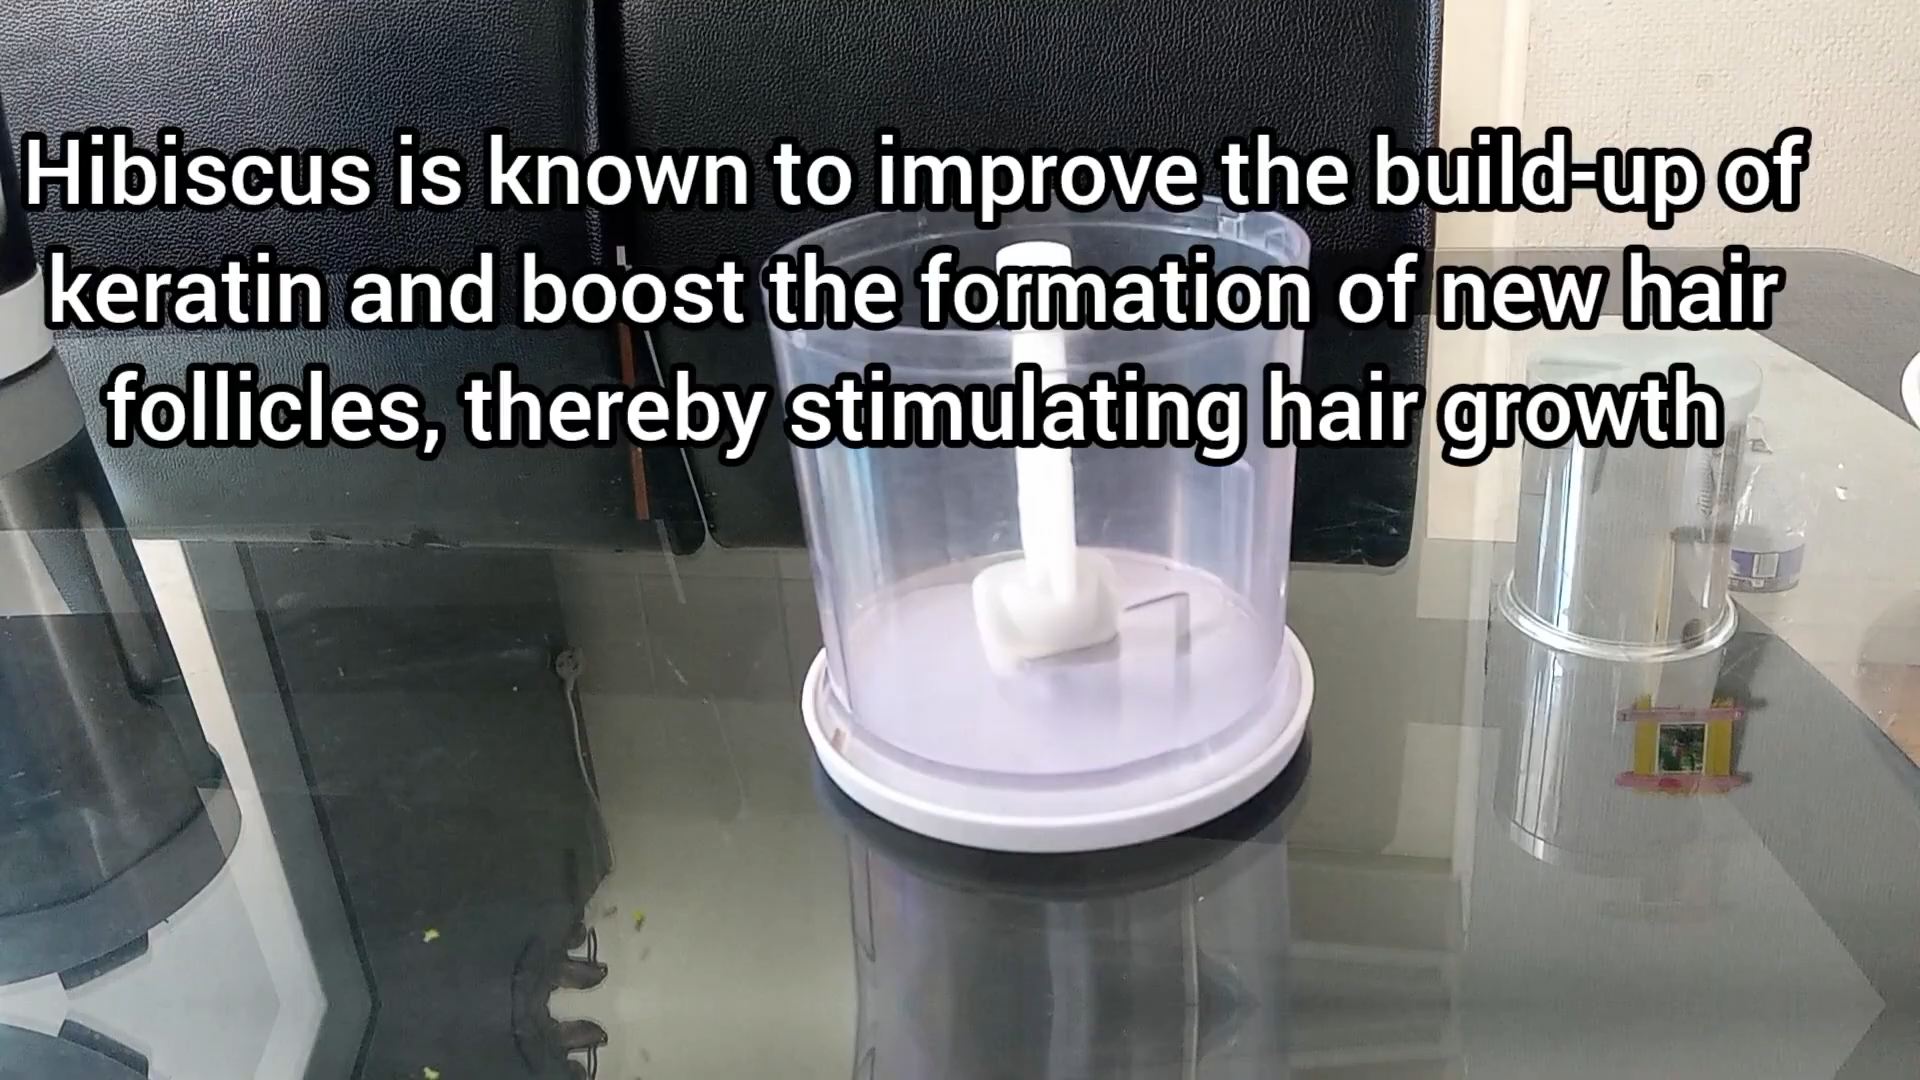 Hibiscus is known to improve the build-up of
keratin and boost the formation of new hair
follicles, thereby stimulating hair growth